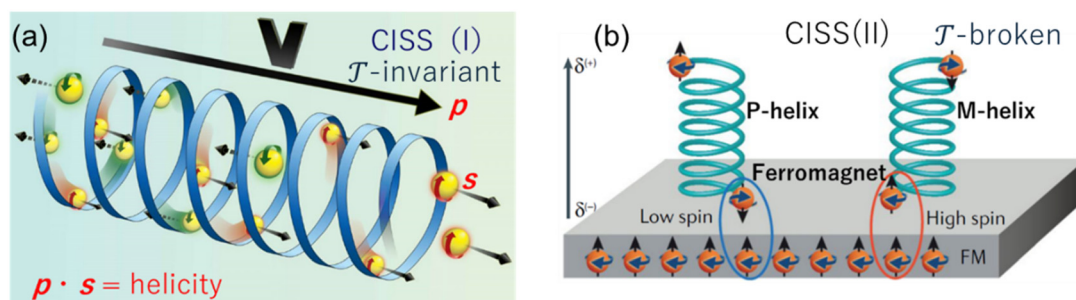 (a)
V
CISS (I)
𝒯-invariant
p
s
p · s = helicity
(b)
CISS(II)
𝒯-broken
δ(+)
P-helix
M-helix
Ferromagnet
δ(−)
Low spin
High spin
FM